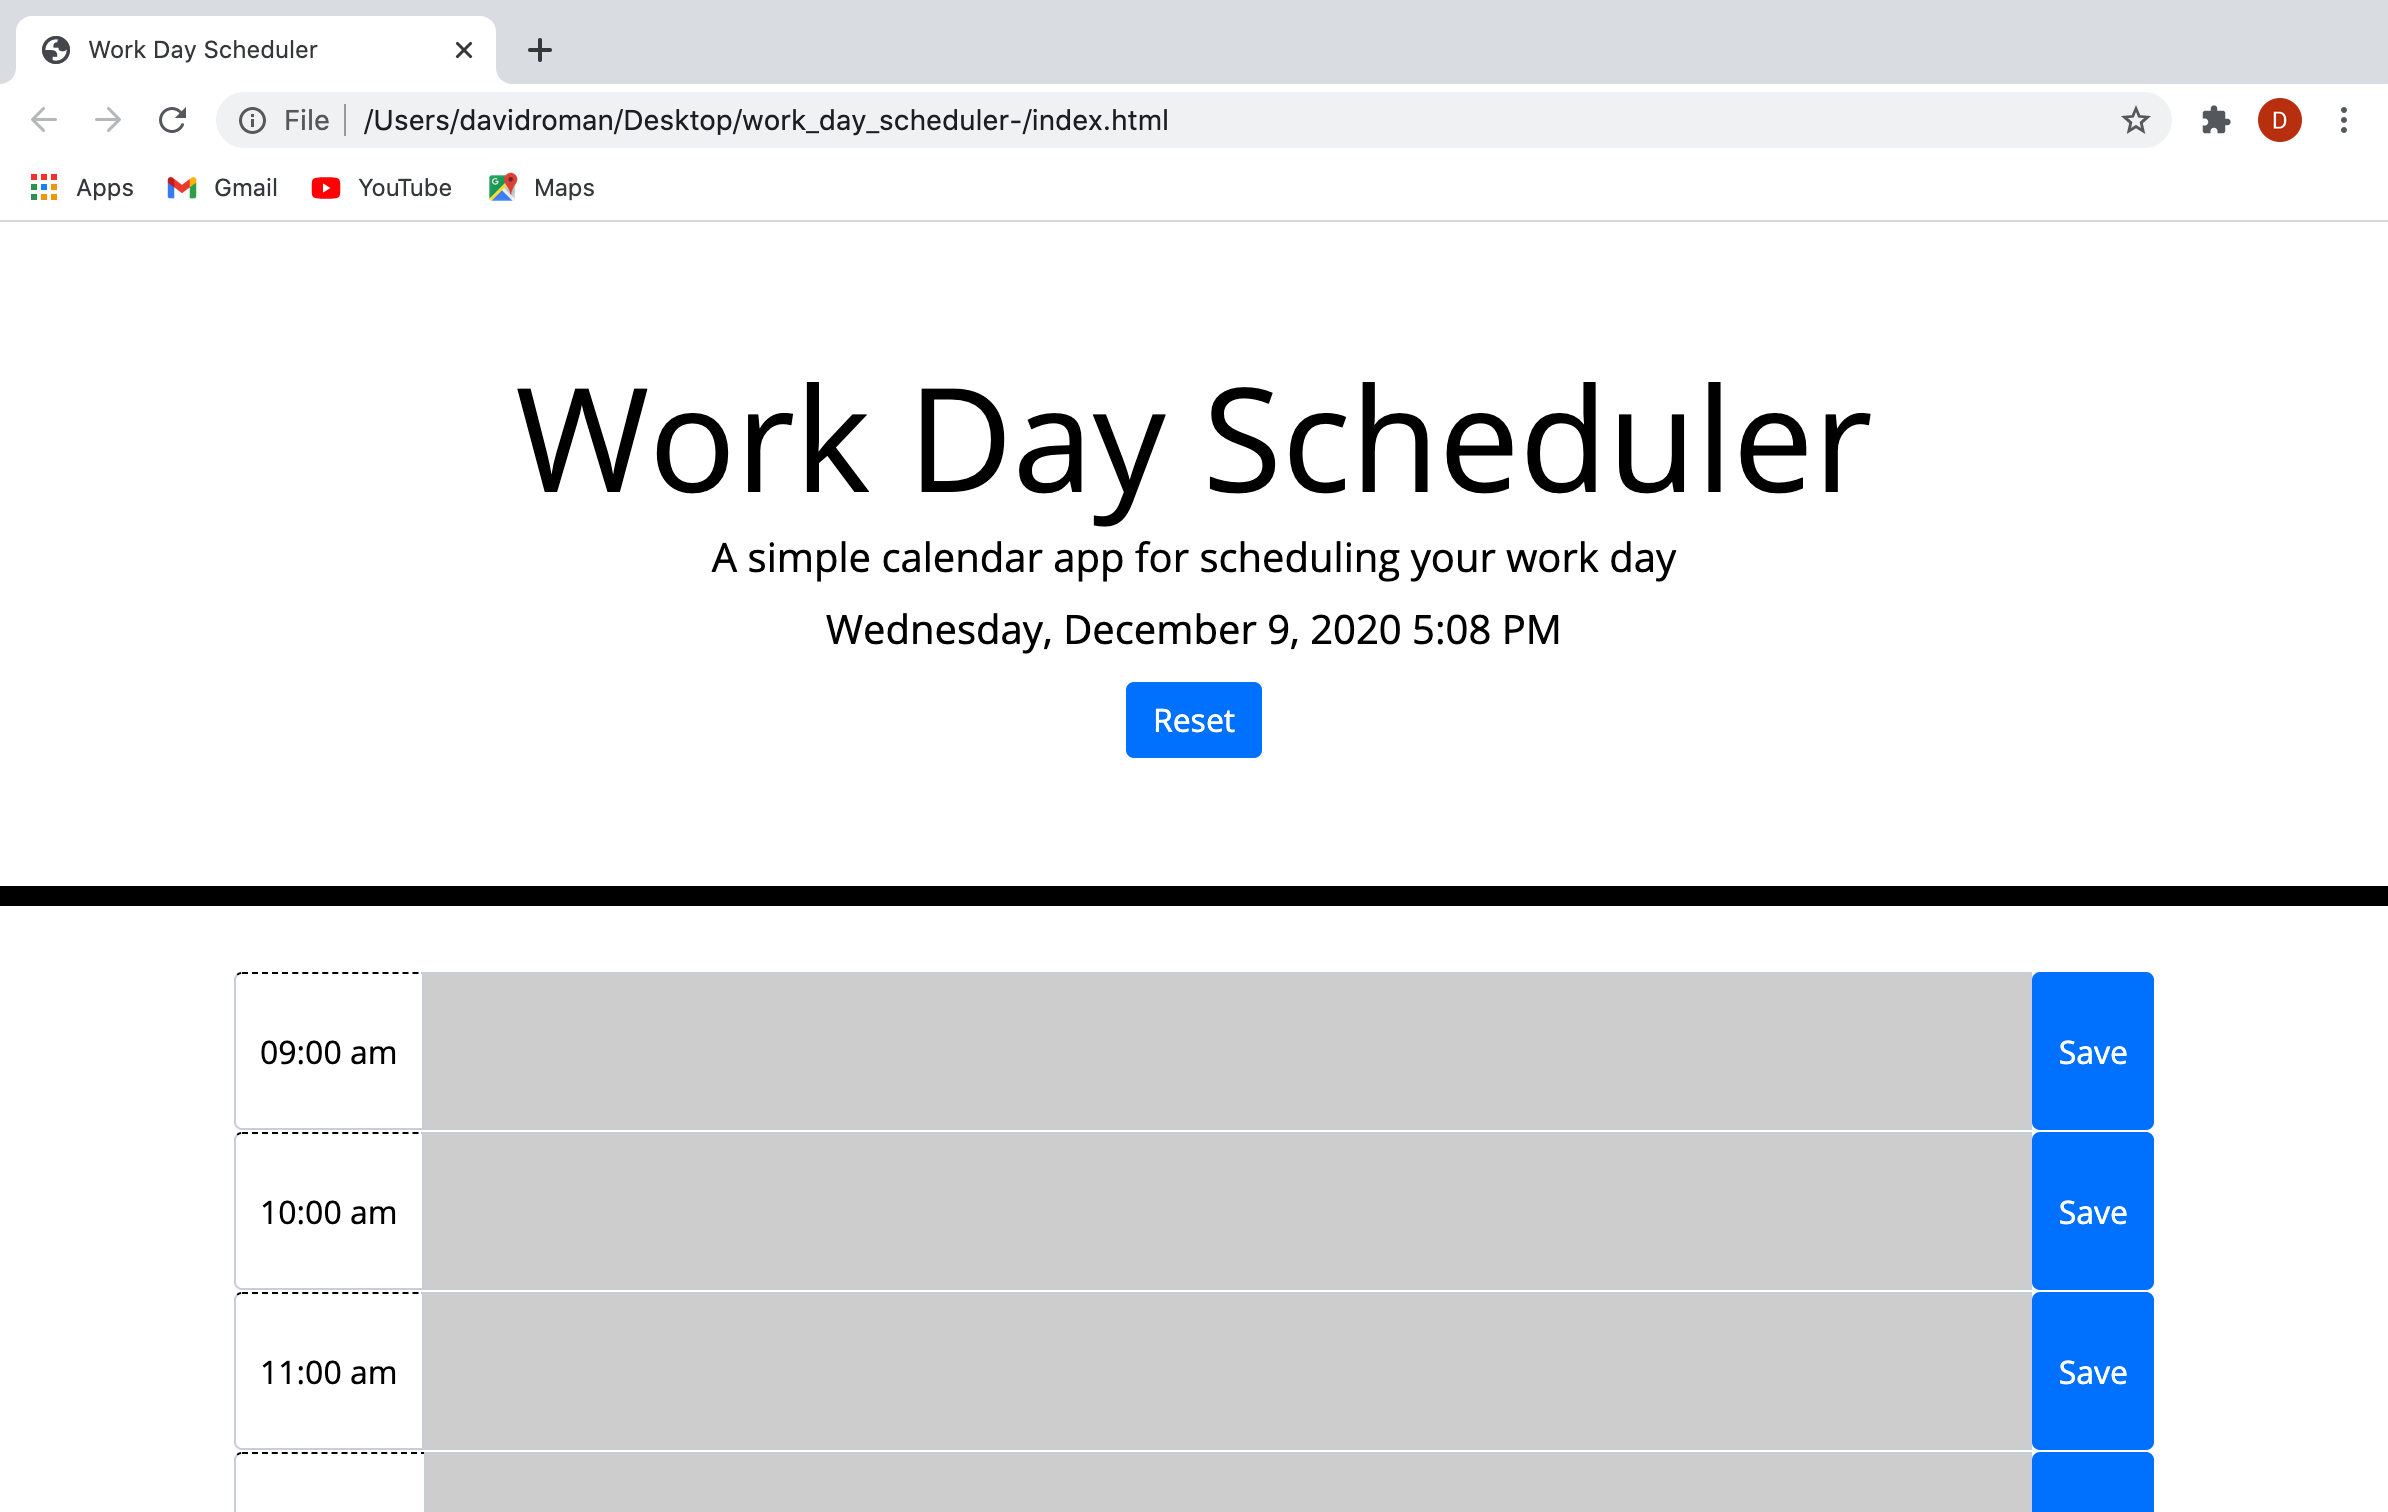 Work Day Scheduler
File /Users/davidroman/Desktop/work_day_scheduler-/index.html
D
Apps Gmail YouTube Maps
Work Day Scheduler
A simple calendar app for scheduling your work day
Wednesday, December 9, 2020 5:08 PM
Reset
09:00 am Save
10:00 am Save
11:00 am Save